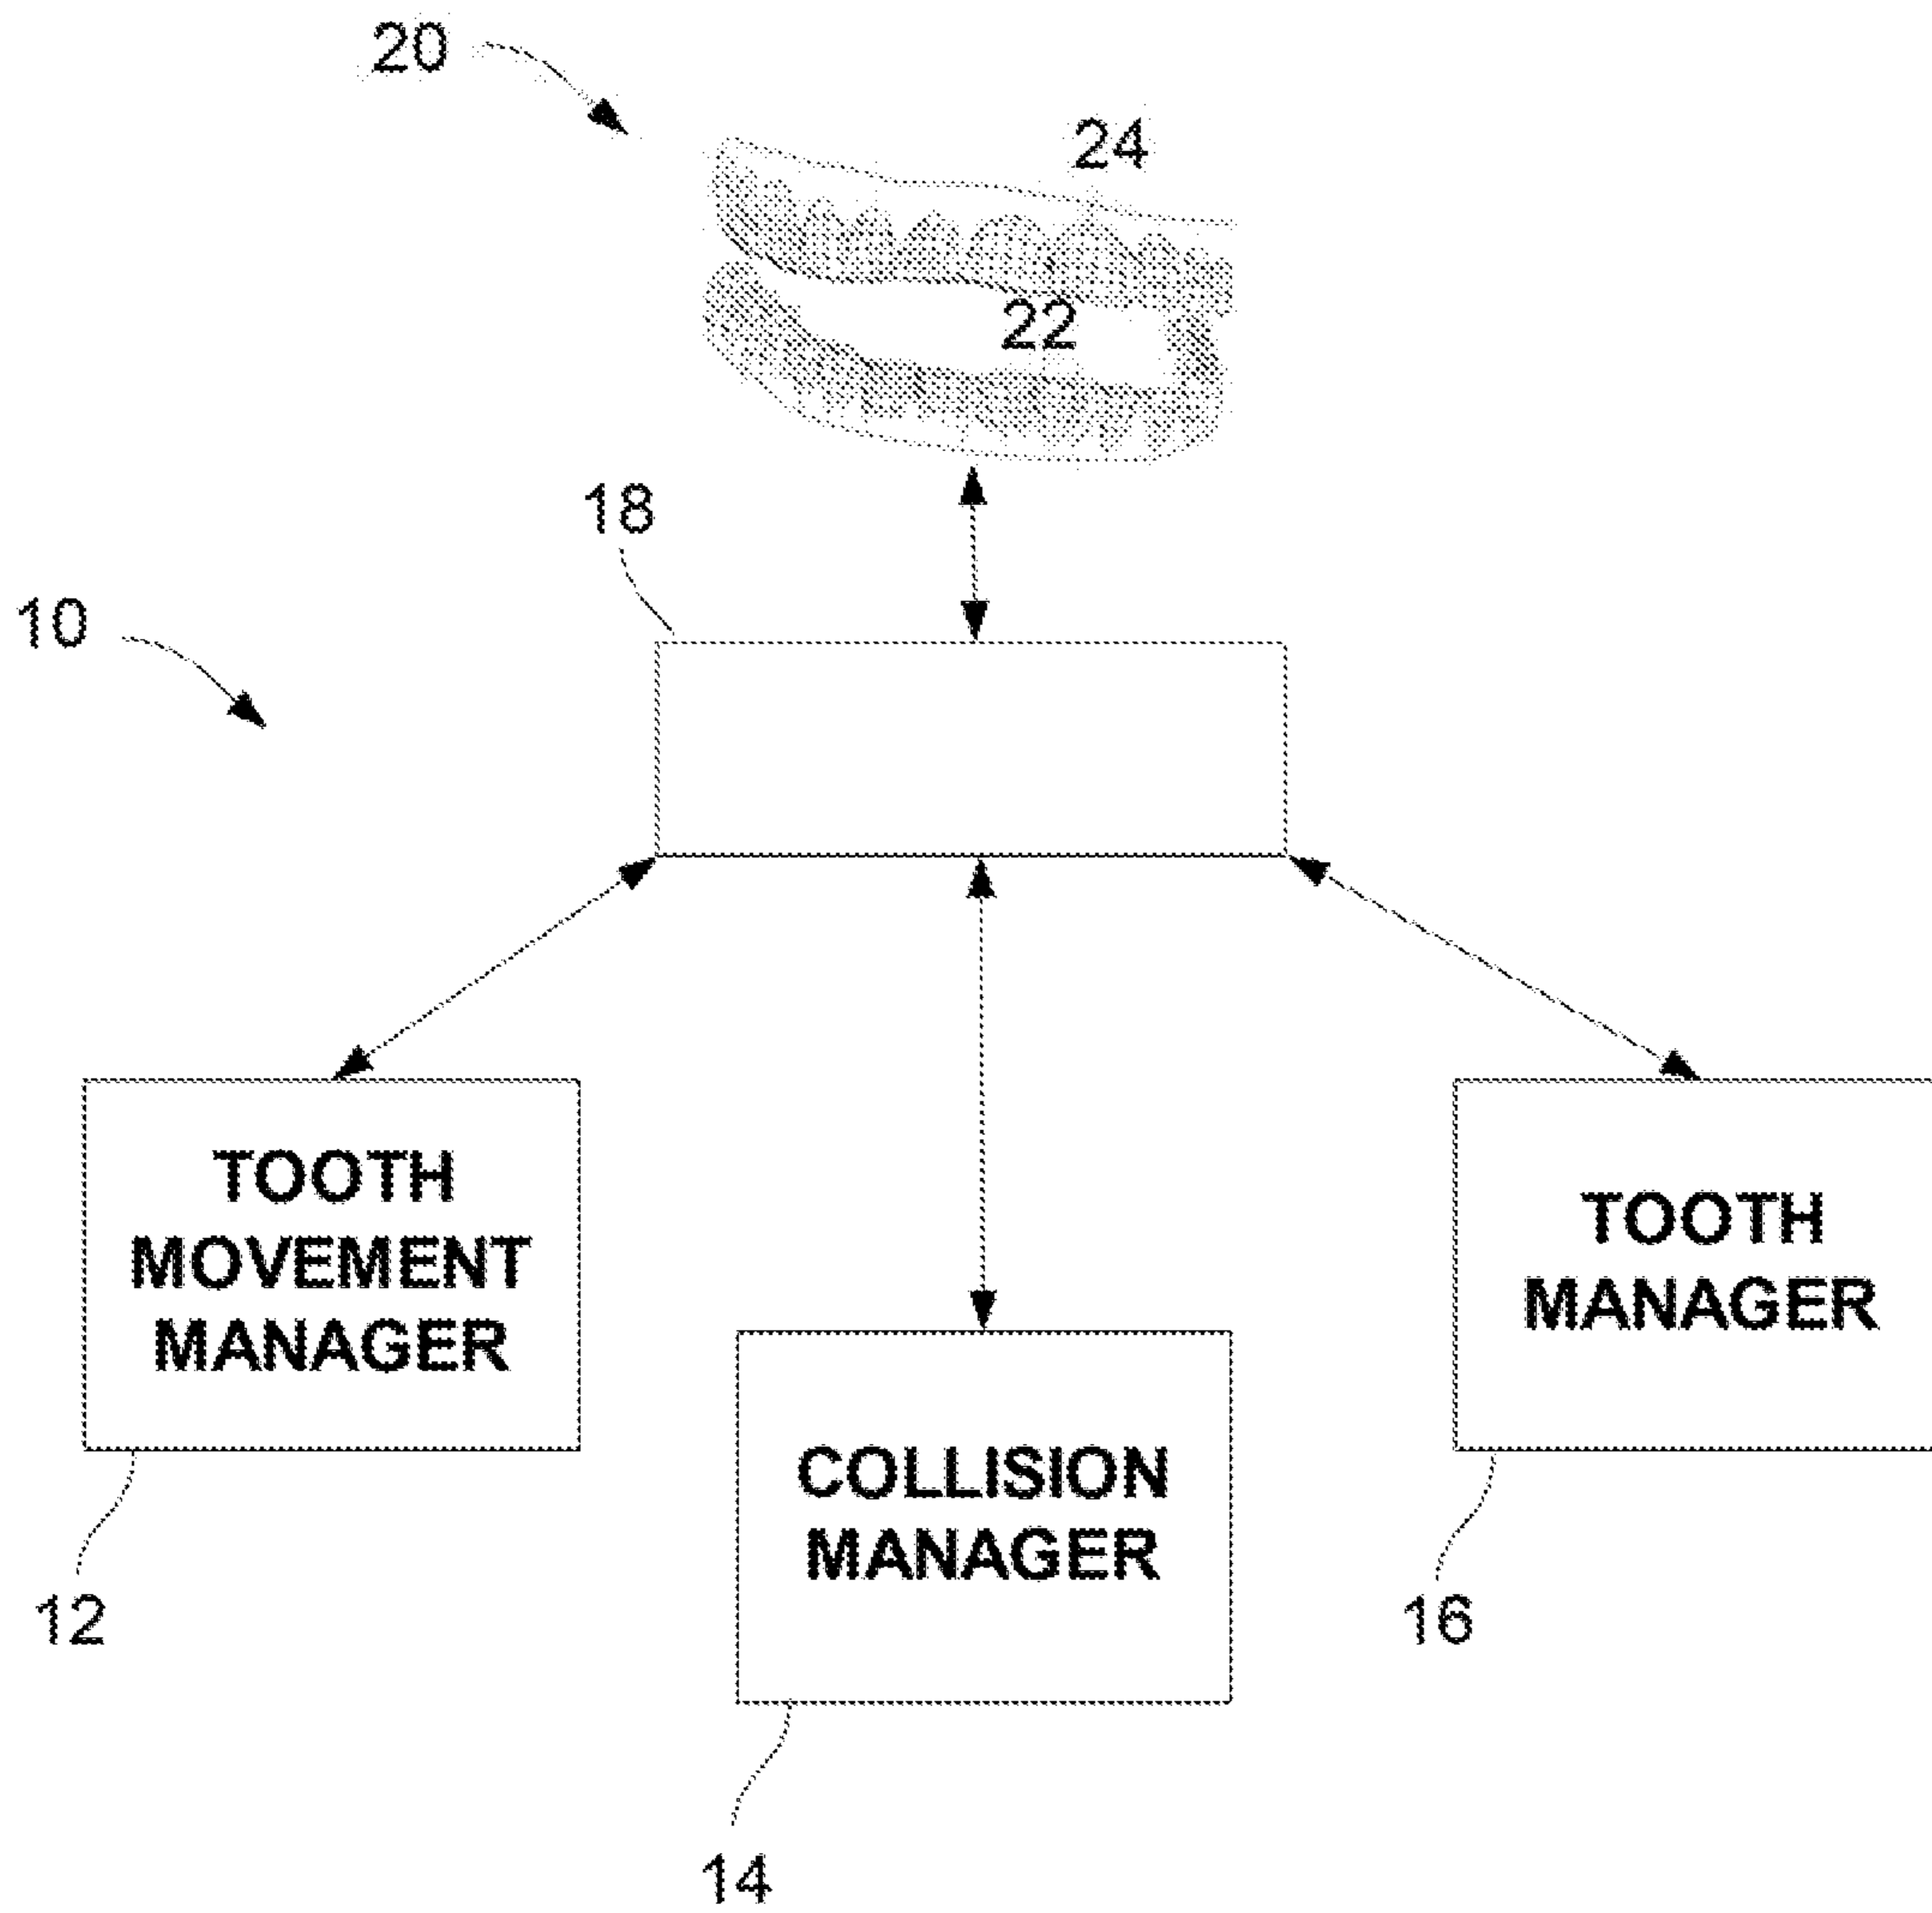 20
24
22
18
10
TOOTH
MOVEMENT
MANAGER
TOOTH
MANAGER
COLLISION
MANAGER
12
16
14